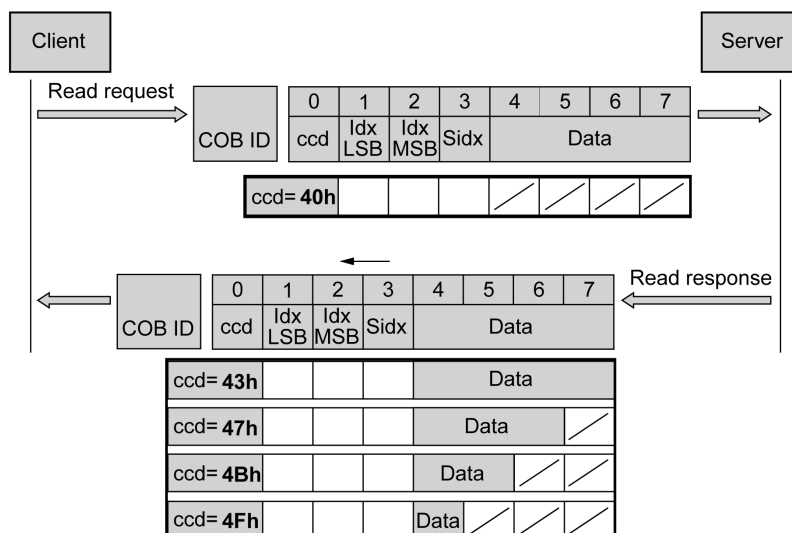 Client
Server
Read request
0 1 2 3 4 5 6 7
COB ID
ccd
Idx LSB
Idx MSB
Sidx
Data
ccd= 40h
Read response
0 1 2 3 4 5 6 7
COB ID
ccd
Idx LSB
Idx MSB
Sidx
Data
ccd= 43h Data
ccd= 47h Data
ccd= 4Bh Data
ccd= 4Fh Data